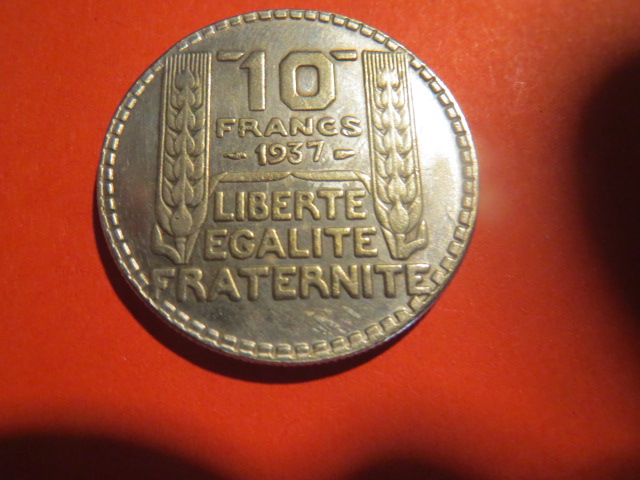 10
FRANCS
1937
LIBERTE
EGALITE
FRATERNITE